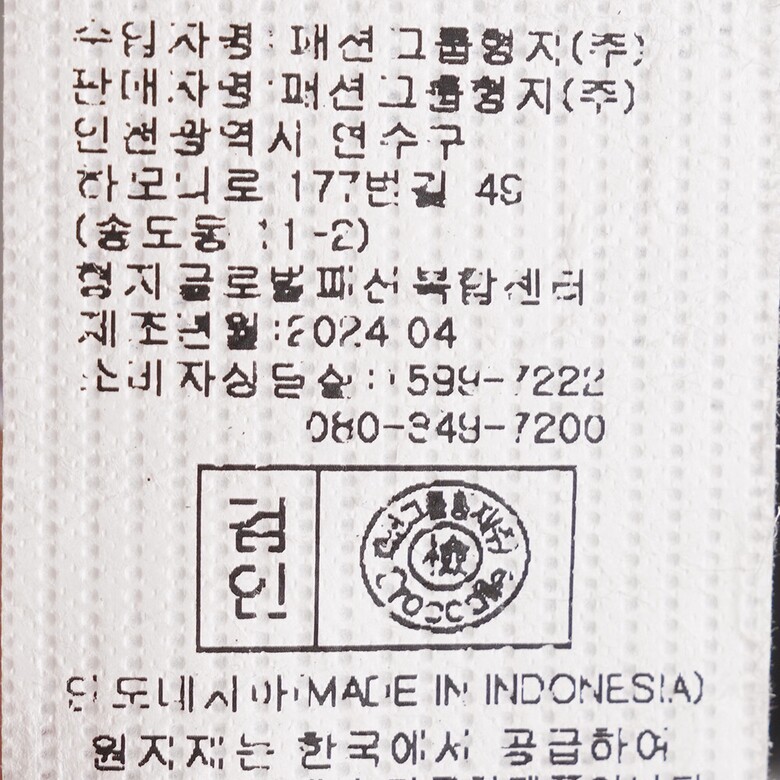 수입자명:패션그룹형지(주)
판매자명:패션그룹형지(주)
인천광역시 연수구
하모니로 177번길 49
(송도동 11-2)
형지글로벌패션복합센터
제조년월:2024.04
소비자상담실:1599-7222
080-849-7200
검인
檢
인도네시아(MADE IN INDONESIA)
원자재는 한국에서 공급하여